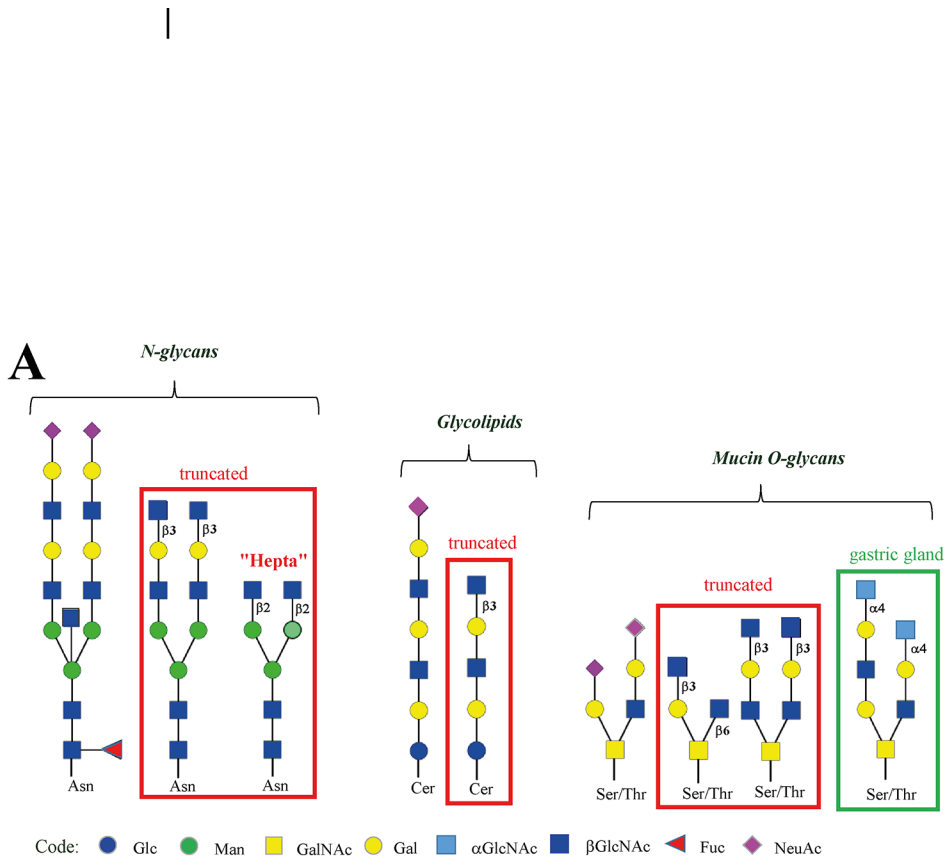 A
N-glycans
Glycolipids
Mucin O-glycans
truncated
truncated
truncated
gastric gland
"Hepta"
β3
β3
β2
β2
β3
β3
β6
β3
β3
α4
α4
Asn
Asn
Asn
Cer
Cer
Ser/Thr
Ser/Thr
Ser/Thr
Ser/Thr
Code: Glc Man GalNAc Gal αGlcNAc βGlcNAc Fuc NeuAc